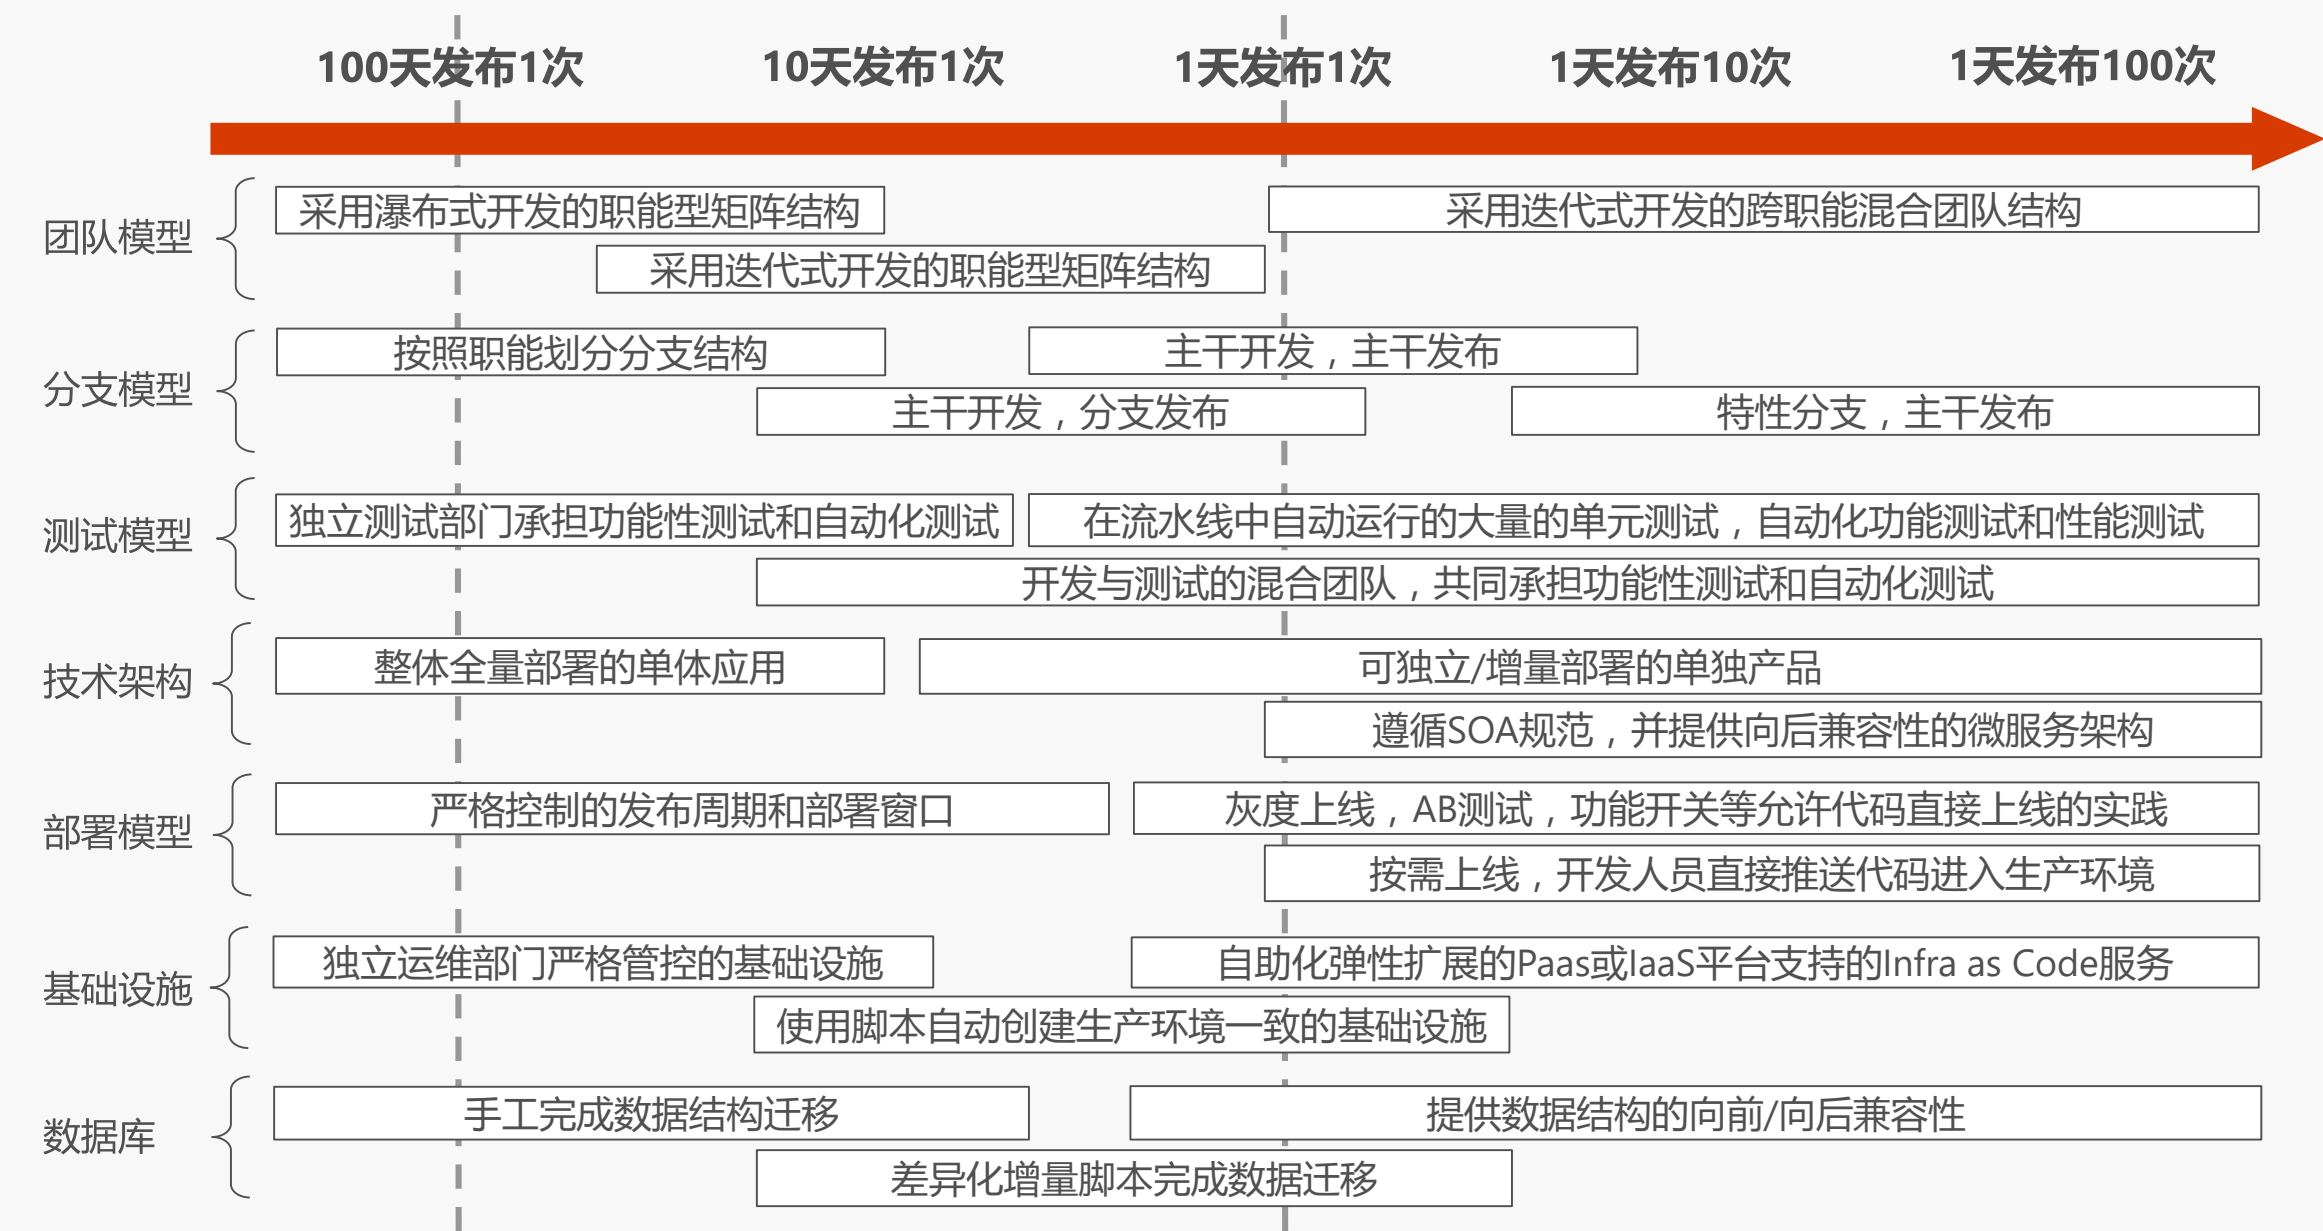 100天发布1次
10天发布1次
1天发布1次
1天发布10次
1天发布100次
团队模型
采用瀑布式开发的职能型矩阵结构
采用迭代式开发的跨职能混合团队结构
采用迭代式开发的职能型矩阵结构
分支模型
按照职能划分分支结构
主干开发，主干发布
主干开发，分支发布
特性分支，主干发布
测试模型
独立测试部门承担功能性测试和自动化测试
在流水线中自动运行的大量的单元测试，自动化功能测试和性能测试
开发与测试的混合团队，共同承担功能性测试和自动化测试
技术架构
整体全量部署的单体应用
可独立/增量部署的单独产品
遵循SOA规范，并提供向后兼容性的微服务架构
部署模型
严格控制的发布周期和部署窗口
灰度上线，AB测试，功能开关等允许代码直接上线的实践
按需上线，开发人员直接推送代码进入生产环境
基础设施
独立运维部门严格管控的基础设施
自助化弹性扩展的Paas或IaaS平台支持的Infra as Code服务
使用脚本自动创建生产环境一致的基础设施
数据库
手工完成数据结构迁移
提供数据结构的向前/向后兼容性
差异化增量脚本完成数据迁移